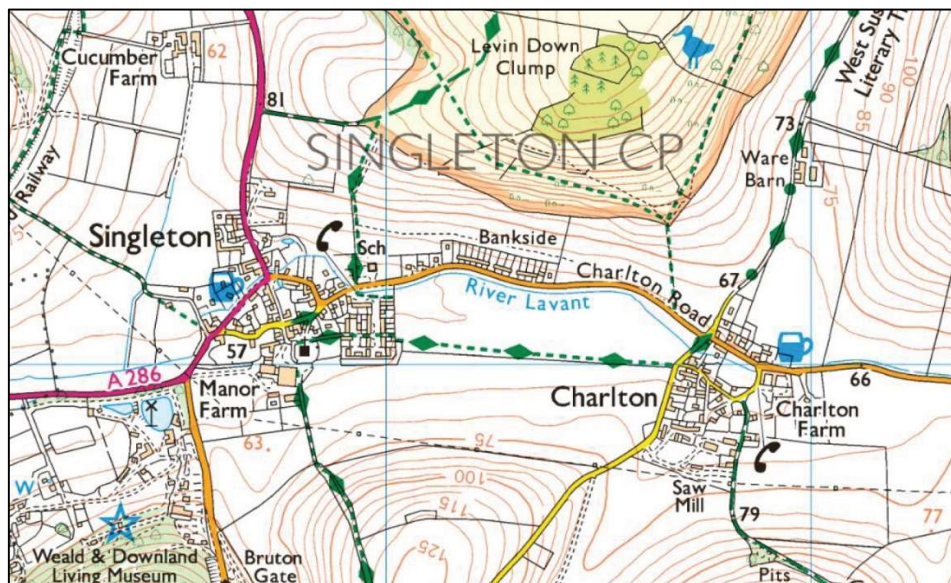 Cucumber
Farm
62
81
Levin Down
Clump
West Sus
Literary Tr
100
90
85
SINGLETON CP
73
Ware
Barn
75
Railway
5
Singleton
Sch
Bankside
Charlton Road
River Lavant
67
57
A 286
Manor
Farm
63
Charlton
66
Charlton
Farm
75
100
115
125
W
Saw
Mill
79
77
Weald & Downland
Living Museum
Bruton
Gate
Pits